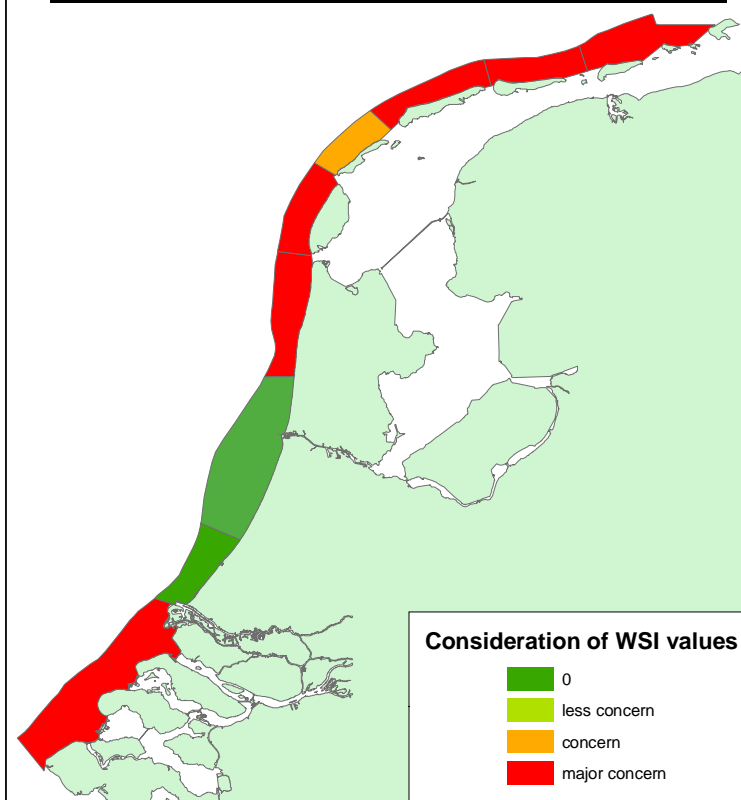 Consideration of WSI values
0
less concern
concern
major concern